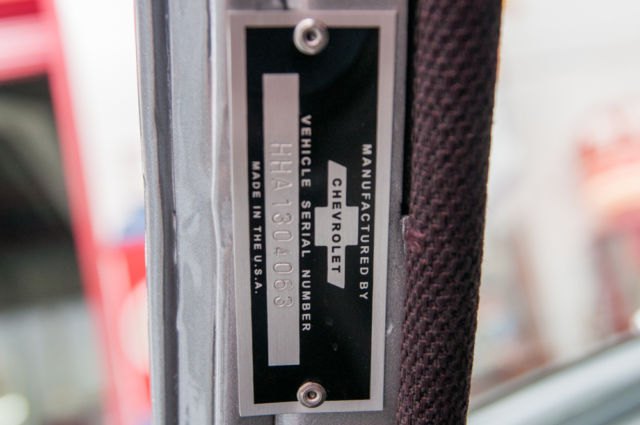 MANUFACTURED BY
CHEVROLET
VEHICLE SERIAL NUMBER
HHA1304063
MADE IN THE U.S.A.